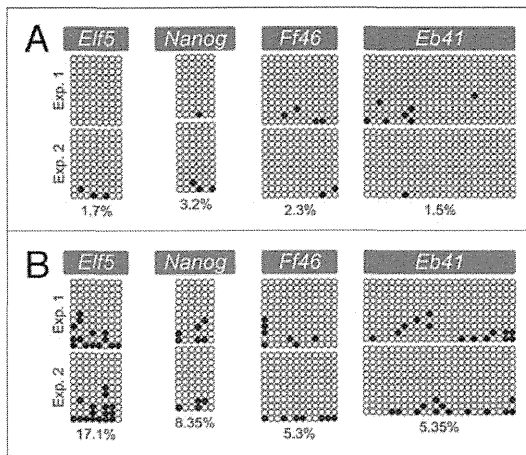 A
Elf5 Nanog Ff46 Eb41
Exp. 1
Exp. 2
1.7% 3.2% 2.3% 1.5%
B
Elf5 Nanog Ff46 Eb41
Exp. 1
Exp. 2
17.1% 8.35% 5.3% 5.35%